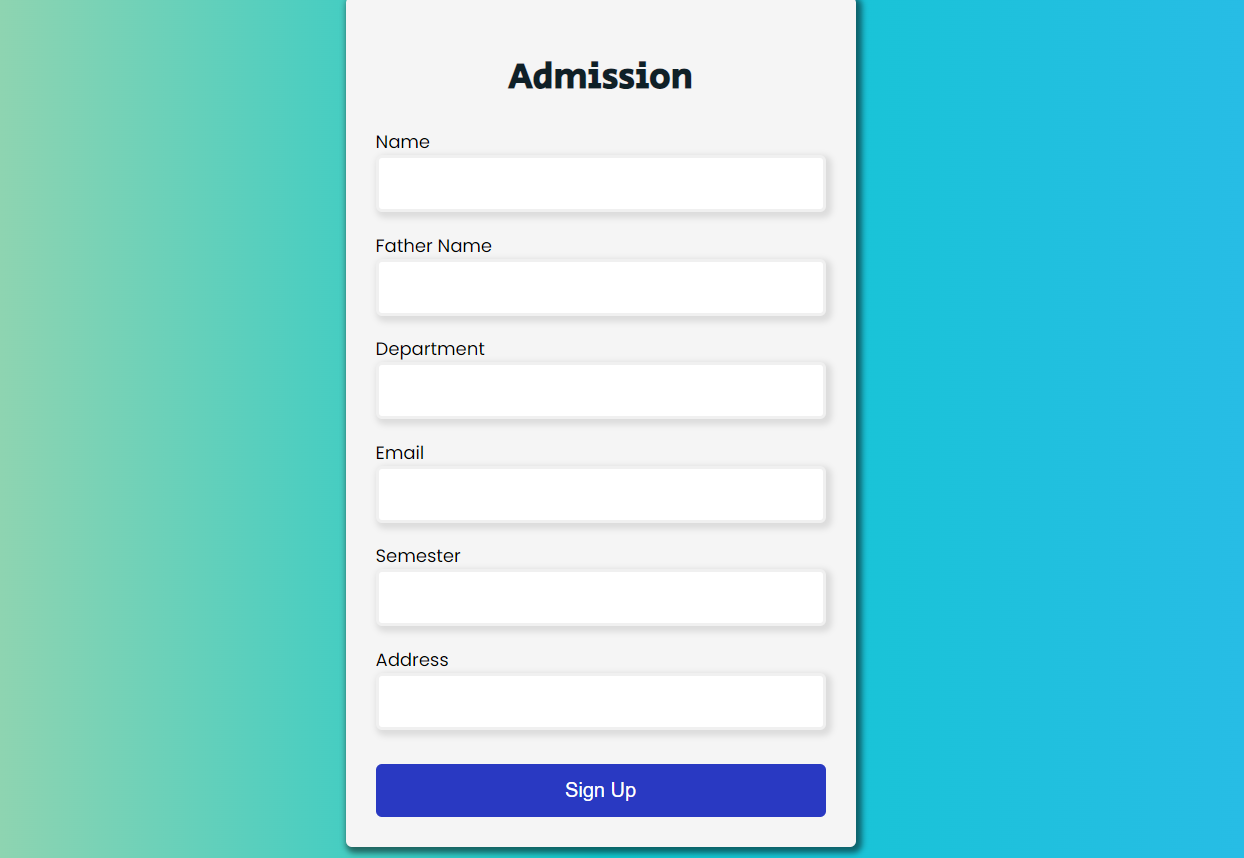 Admission
Name
Father Name
Department
Email
Semester
Address
Sign Up